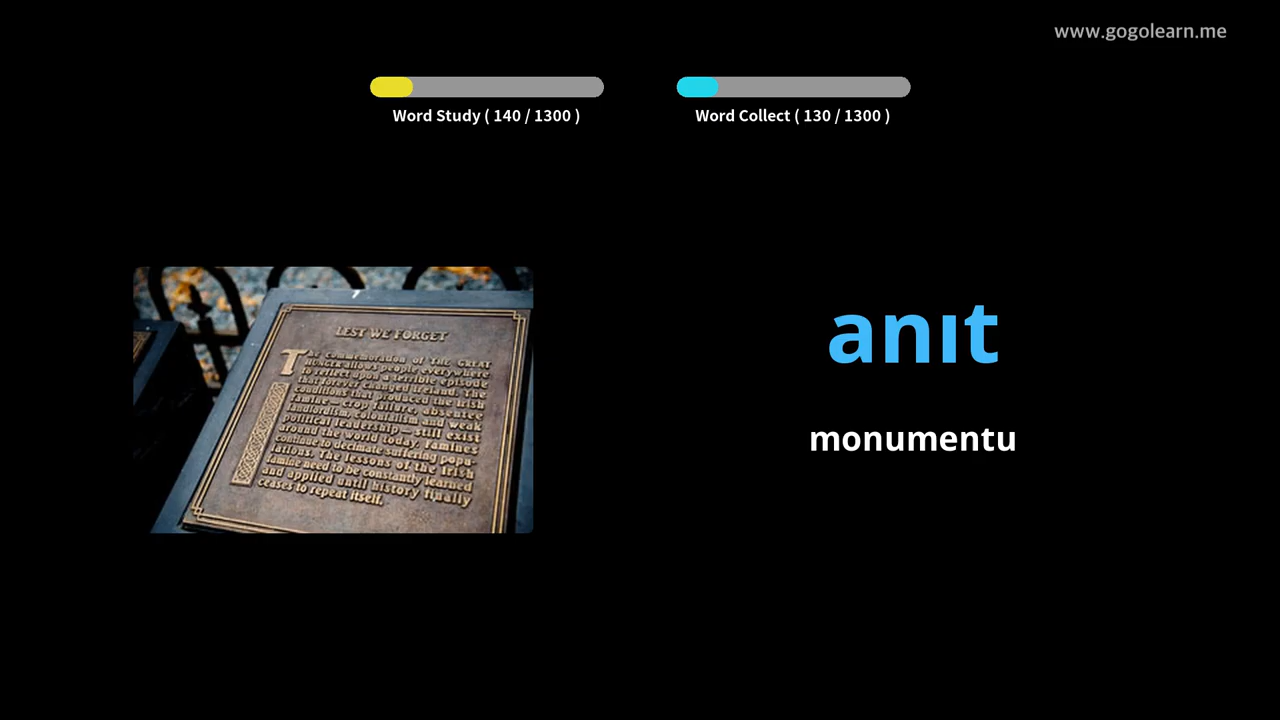 www.gogolearn.me
Word Study ( 140 / 1300 )
Word Collect ( 130 / 1300 )
LEST WE FORGET
The commemoration of THE GREAT
HUNGER allows people everywhere
to reflect upon a terrible episode
that forever changed Ireland. The
conditions that produced the Irish
famine — crop failure, absentee
landlordism, colonialism and weak
political leadership — still exist
around the world today. Famines
continue to decimate suffering popu-
lations. The lessons of the Irish
famine need to be constantly learned
and applied until history finally
ceases to repeat itself.
anıt
monumentu